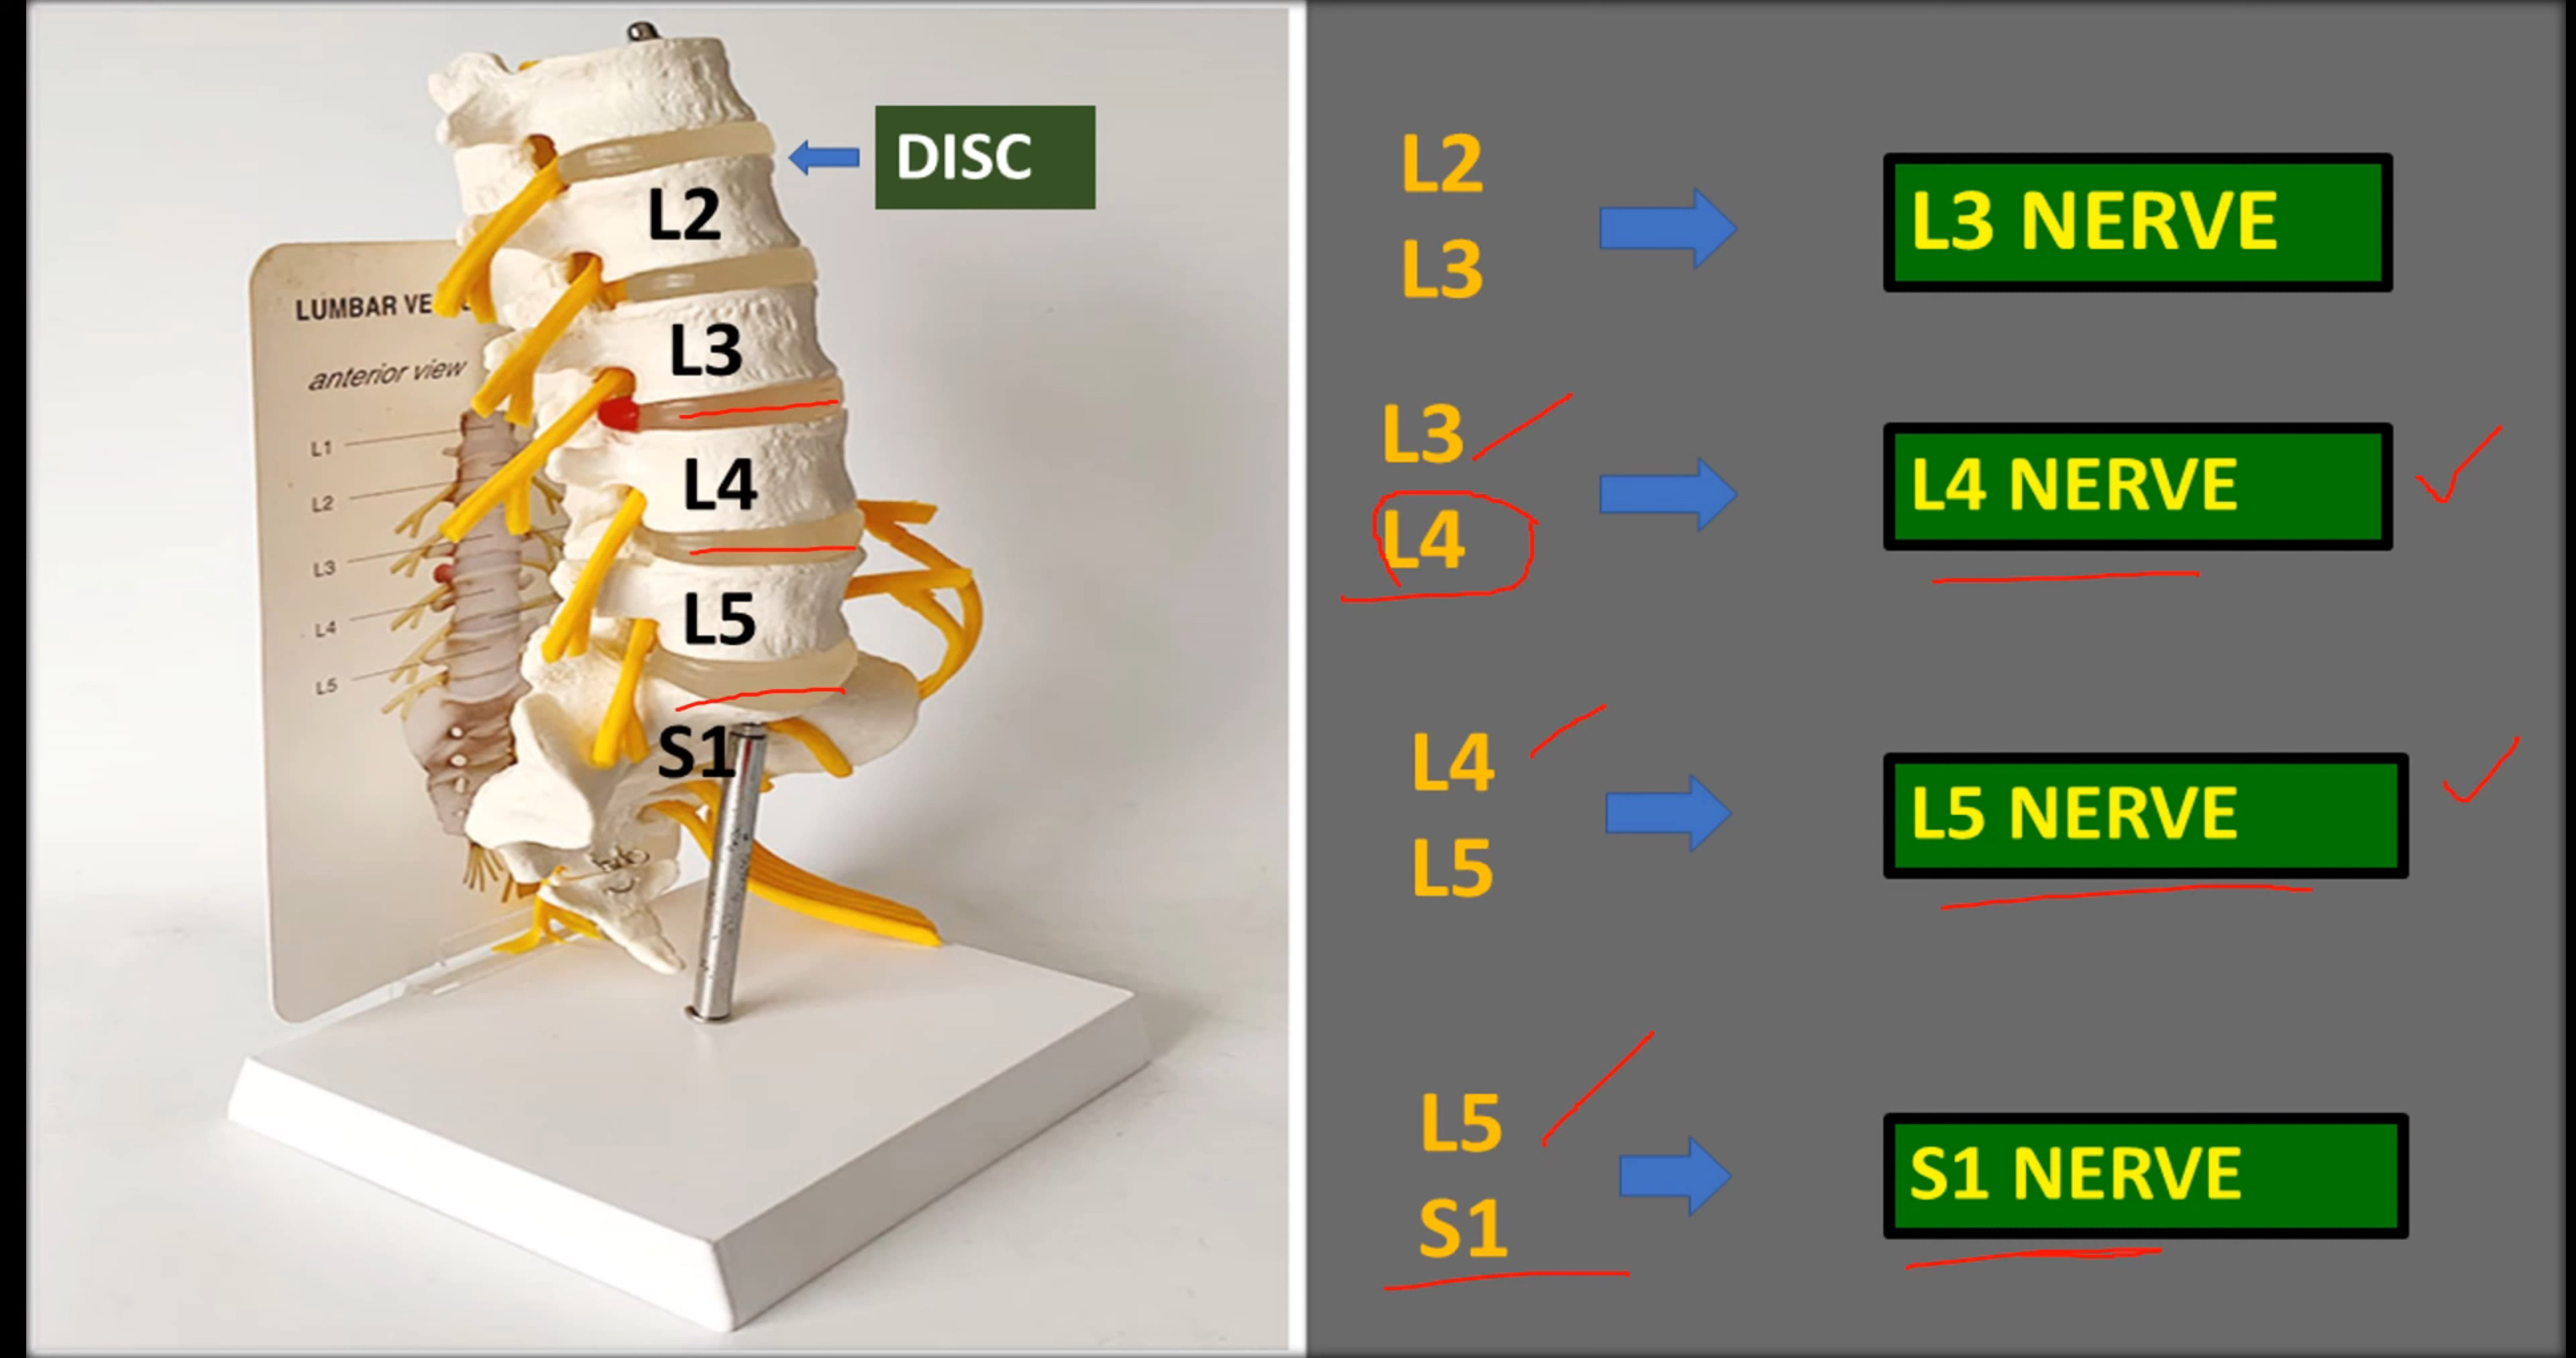 DISC
L2
L3
L4
L5
S1
LUMBAR VE
anterior view
L1
L2
L3
L4
L5
L2
L3
L3 NERVE
L3
L4
L4 NERVE
L4
L5
L5 NERVE
L5
S1
S1 NERVE